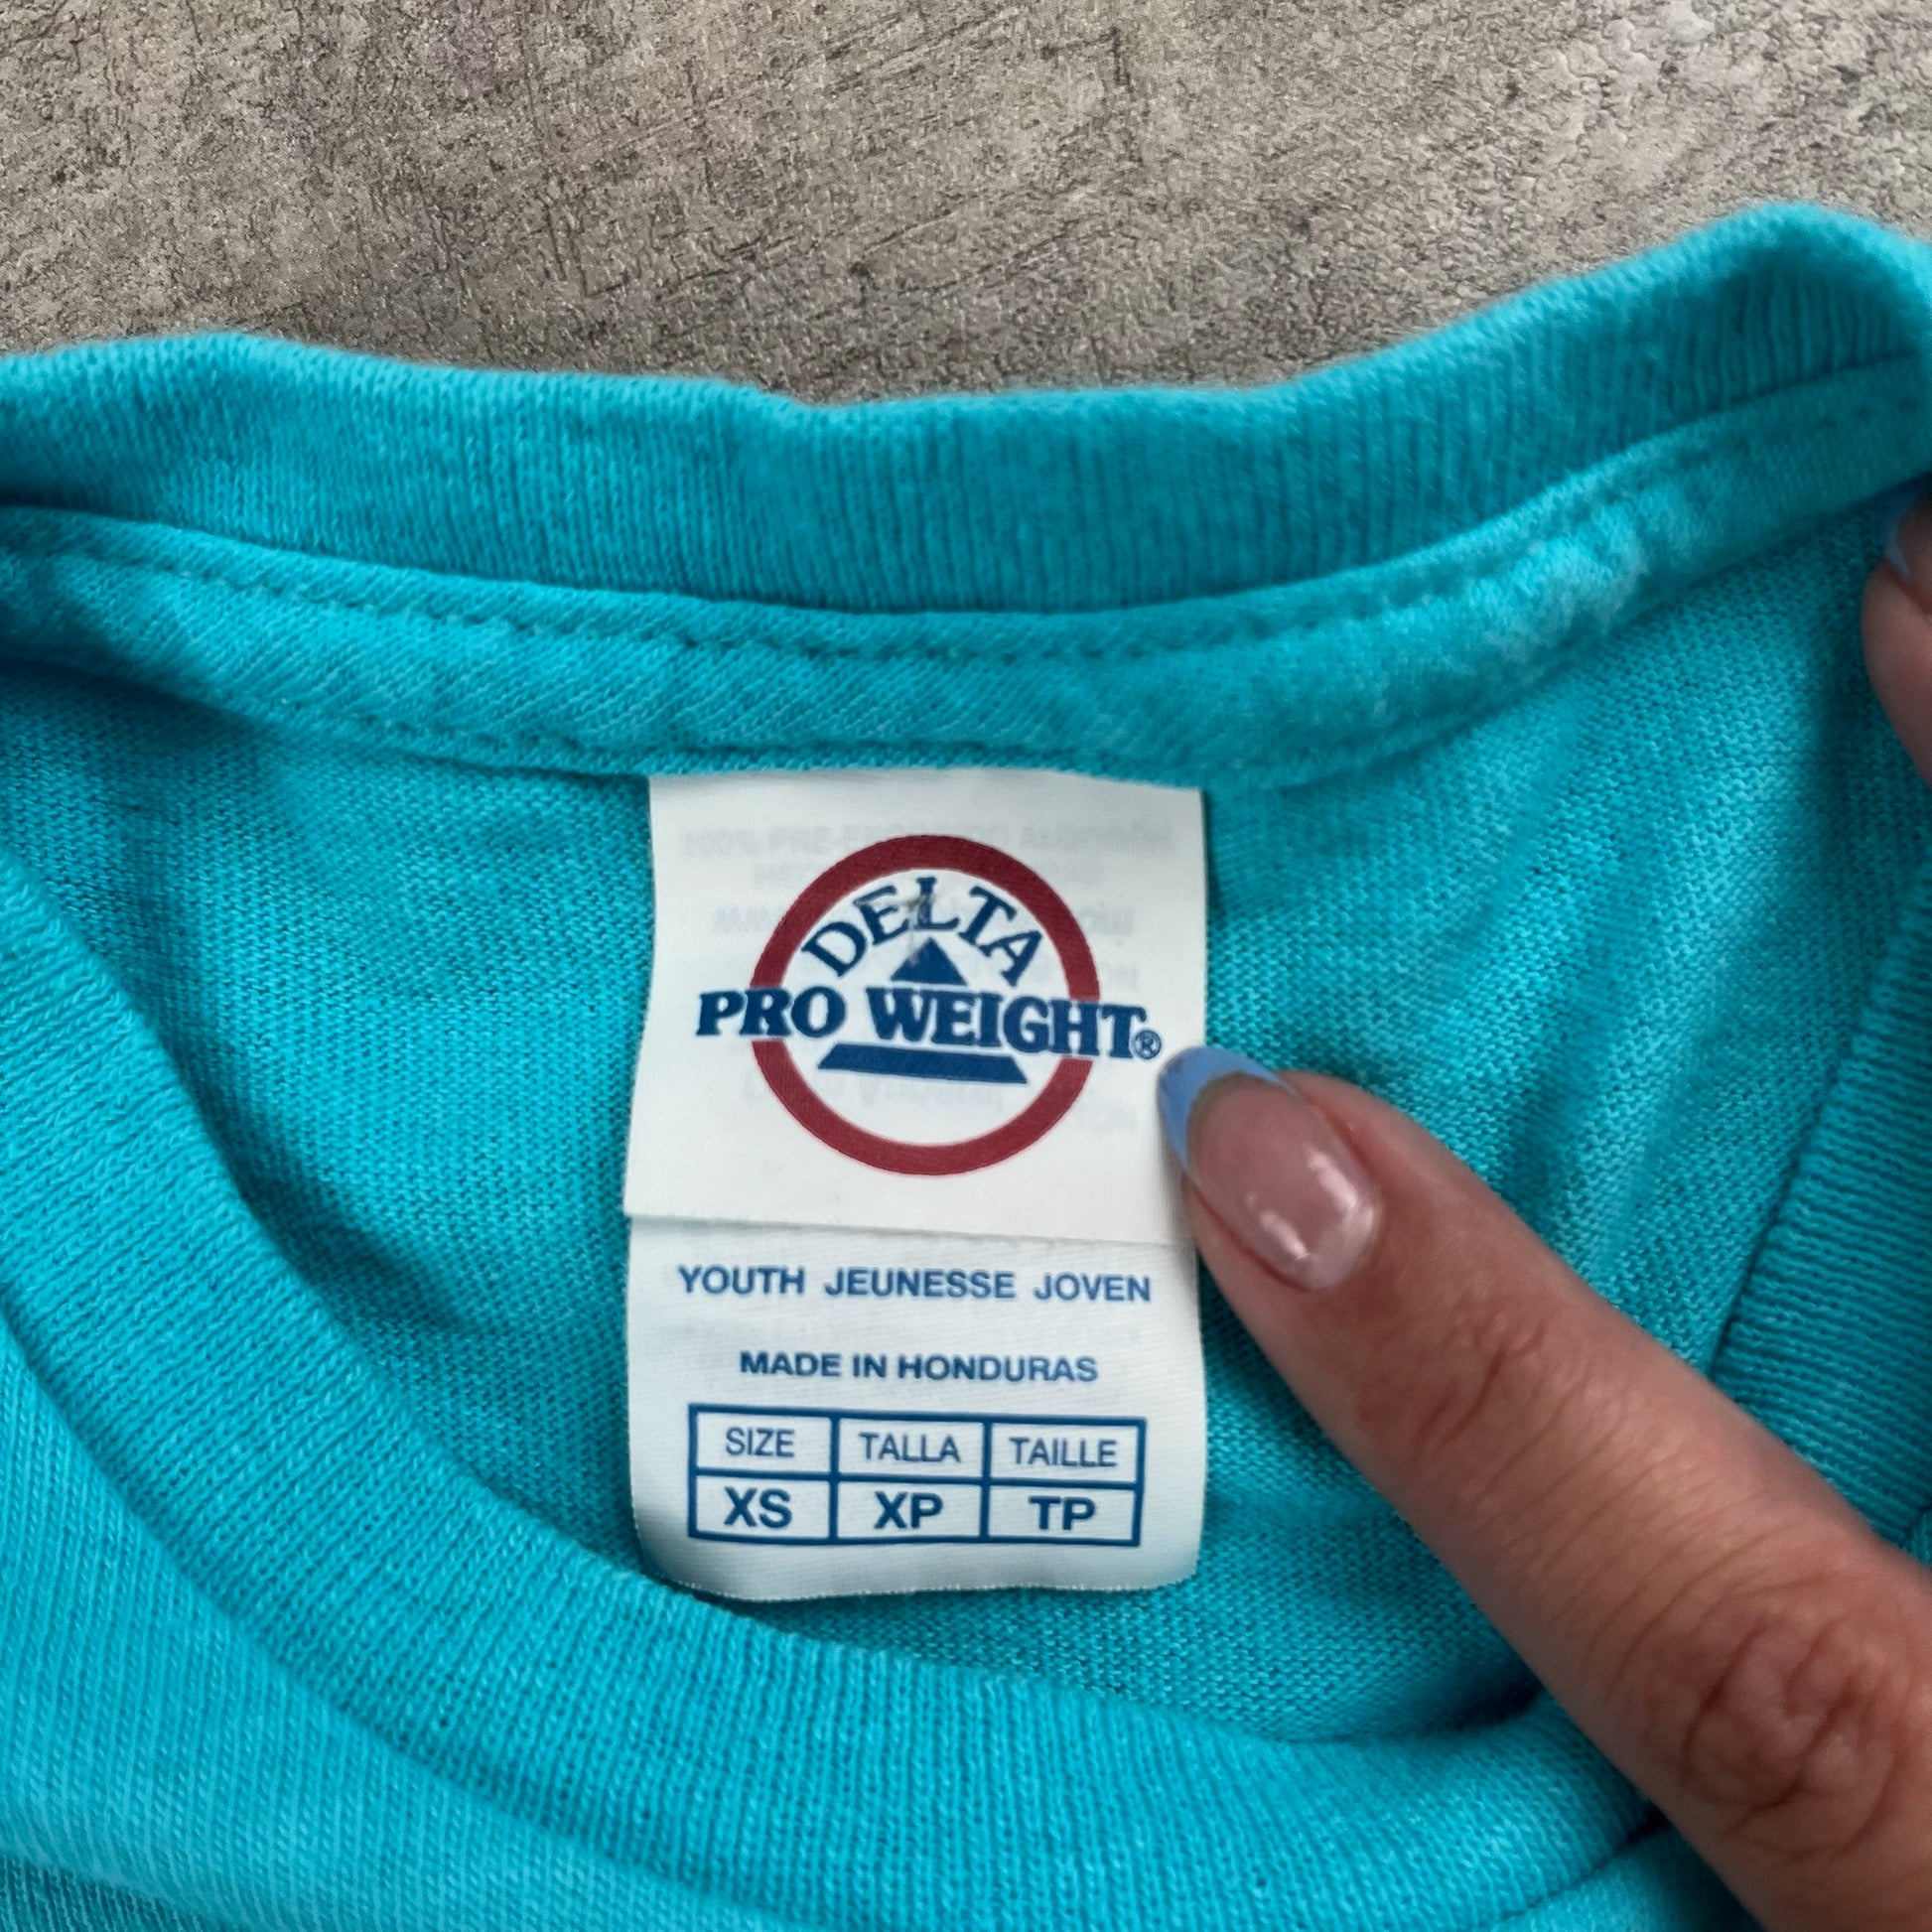 DELTA
PRO WEIGHT®
YOUTH JEUNESSE JOVEN
MADE IN HONDURAS
SIZE TALLA TAILLE
XS XP TP